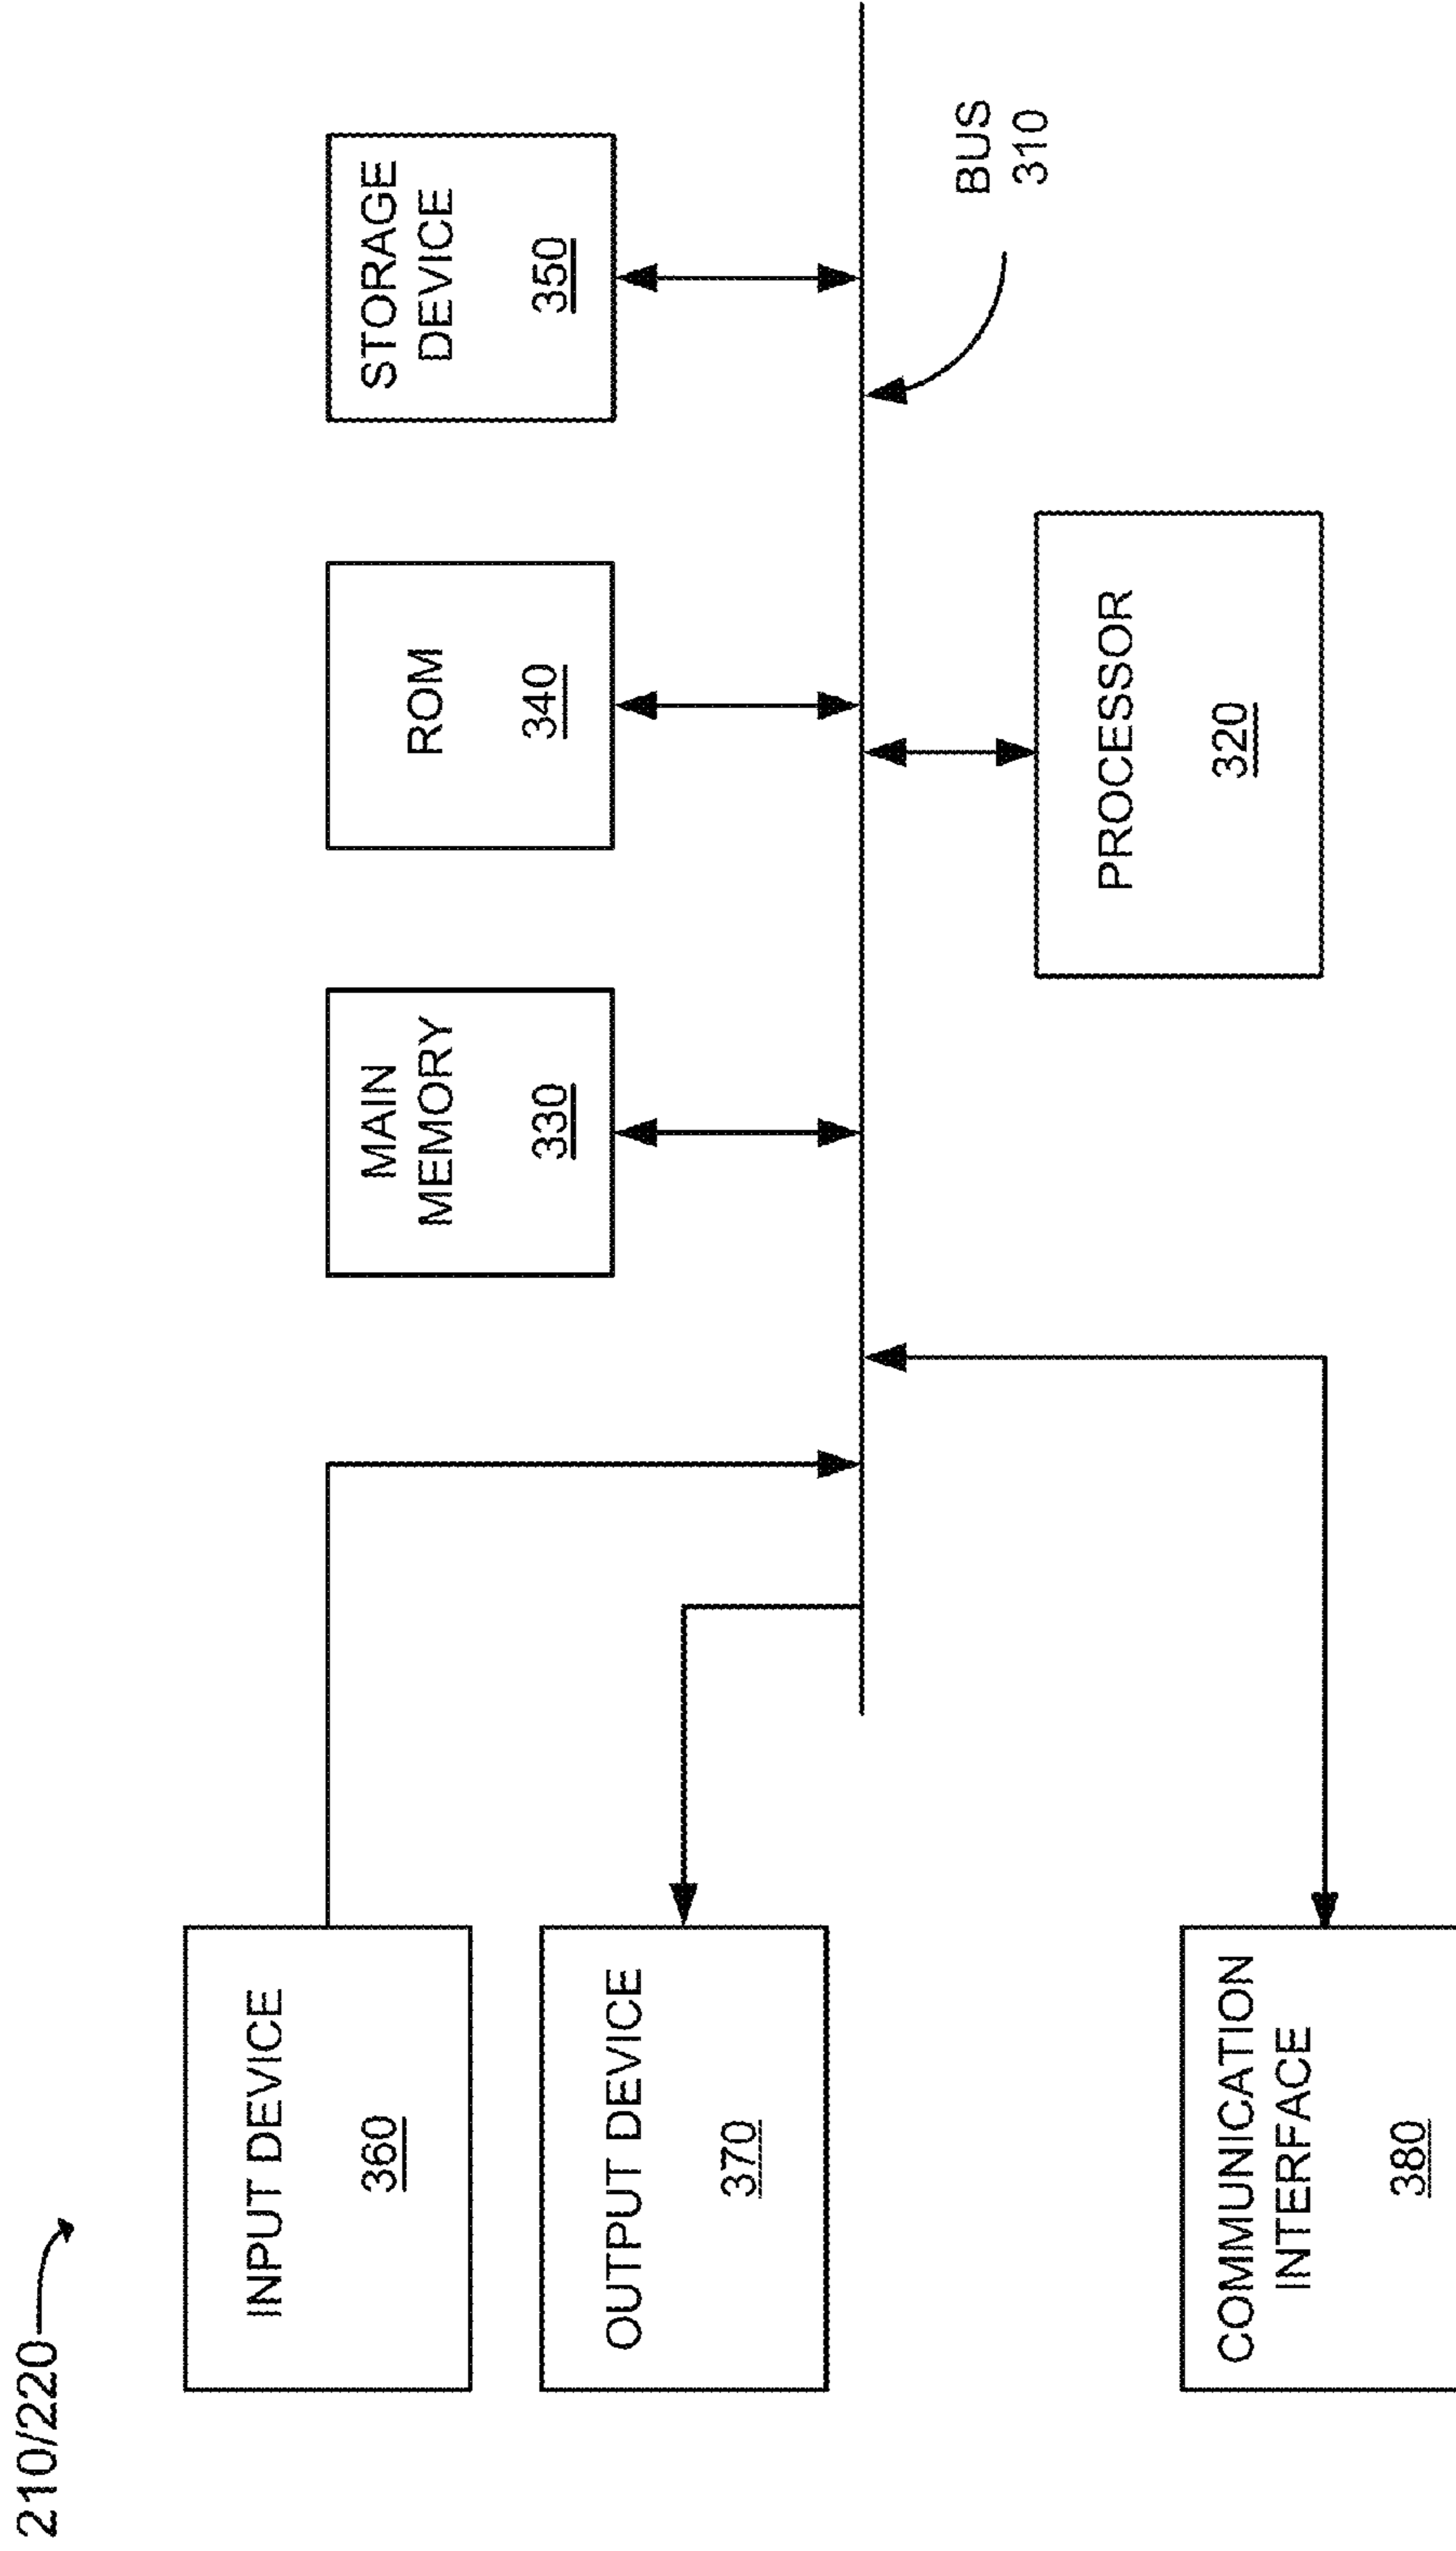 210/220
INPUT DEVICE
360
OUTPUT DEVICE
370
COMMUNICATION
INTERFACE
380
MAIN
MEMORY
330
ROM
340
STORAGE
DEVICE
350
PROCESSOR
320
BUS
310